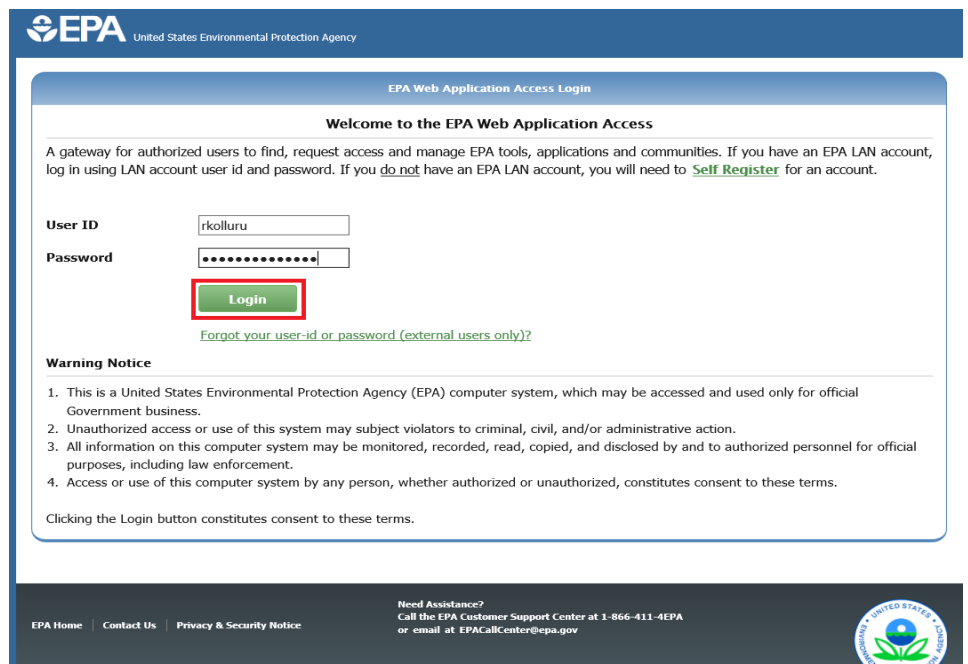 EPA United States Environmental Protection Agency
EPA Web Application Access Login
Welcome to the EPA Web Application Access
A gateway for authorized users to find, request access and manage EPA tools, applications and communities. If you have an EPA LAN account,
log in using LAN account user id and password. If you do not have an EPA LAN account, you will need to Self Register for an account.
User ID rkolluru
Password ••••••••••••••
Login
Forgot your user-id or password (external users only)?
Warning Notice
1. This is a United States Environmental Protection Agency (EPA) computer system, which may be accessed and used only for official
Government business.
2. Unauthorized access or use of this system may subject violators to criminal, civil, and/or administrative action.
3. All information on this computer system may be monitored, recorded, read, copied, and disclosed by and to authorized personnel for official
purposes, including law enforcement.
4. Access or use of this computer system by any person, whether authorized or unauthorized, constitutes consent to these terms.
Clicking the Login button constitutes consent to these terms.
EPA Home | Contact Us | Privacy & Security Notice
Need Assistance?
Call the EPA Customer Support Center at 1-866-411-4EPA
or email at EPACallCenter@epa.gov
UNITED STATES